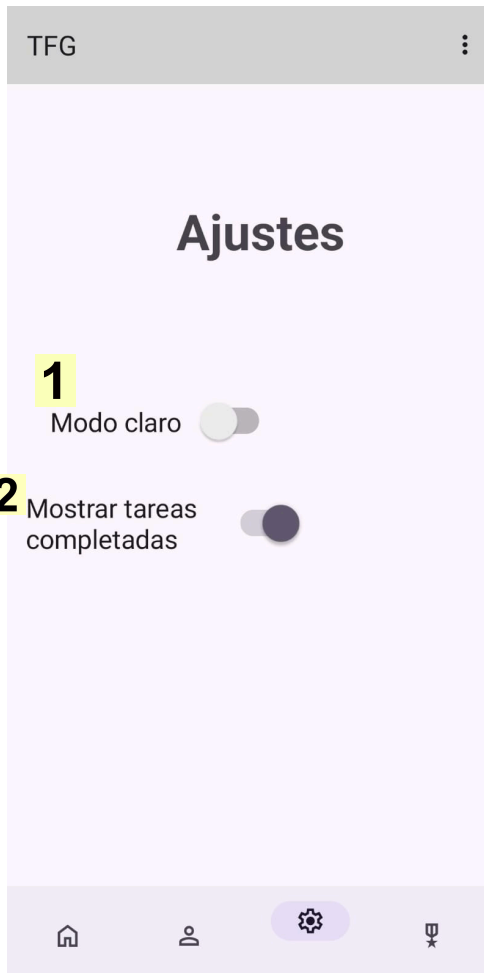 TFG
Ajustes
1
Modo claro
2
Mostrar tareas
completadas